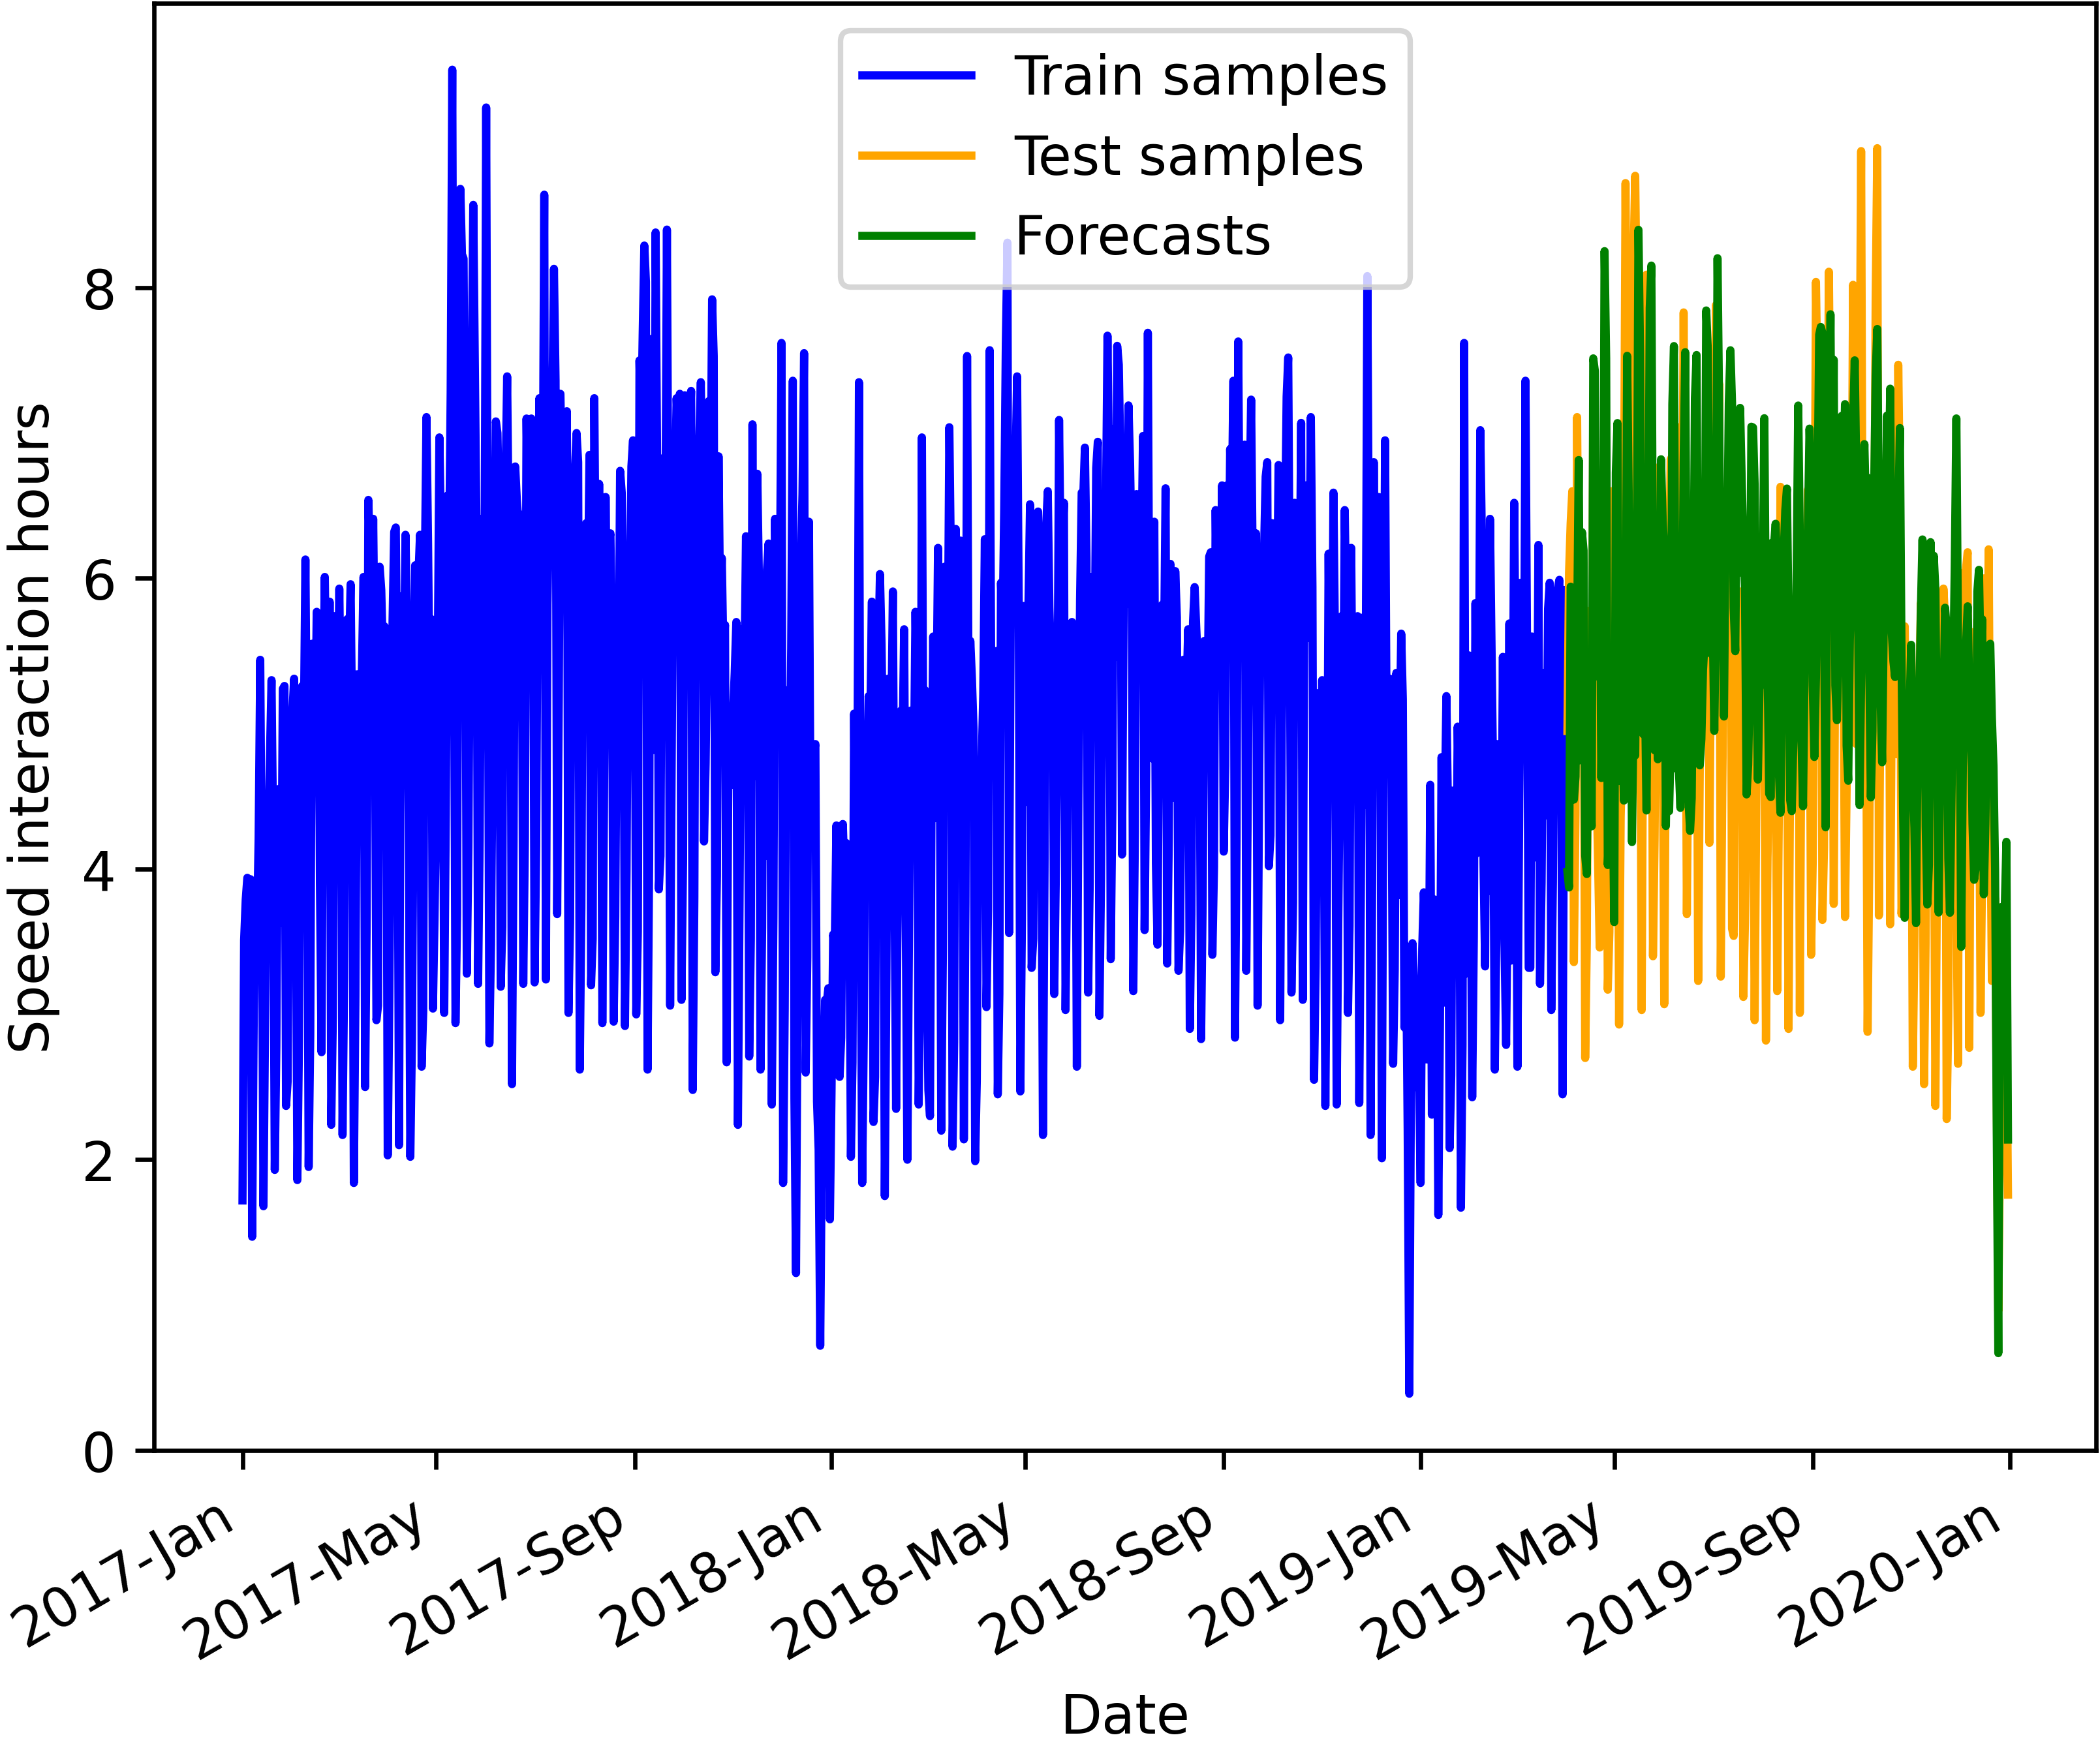 Train samples
Test samples
Forecasts
Speed interaction hours
8
6
4
2
0
2017-Jan
2017-May
2017-Sep
2018-Jan
2018-May
2018-Sep
2019-Jan
2019-May
2019-Sep
2020-Jan
Date